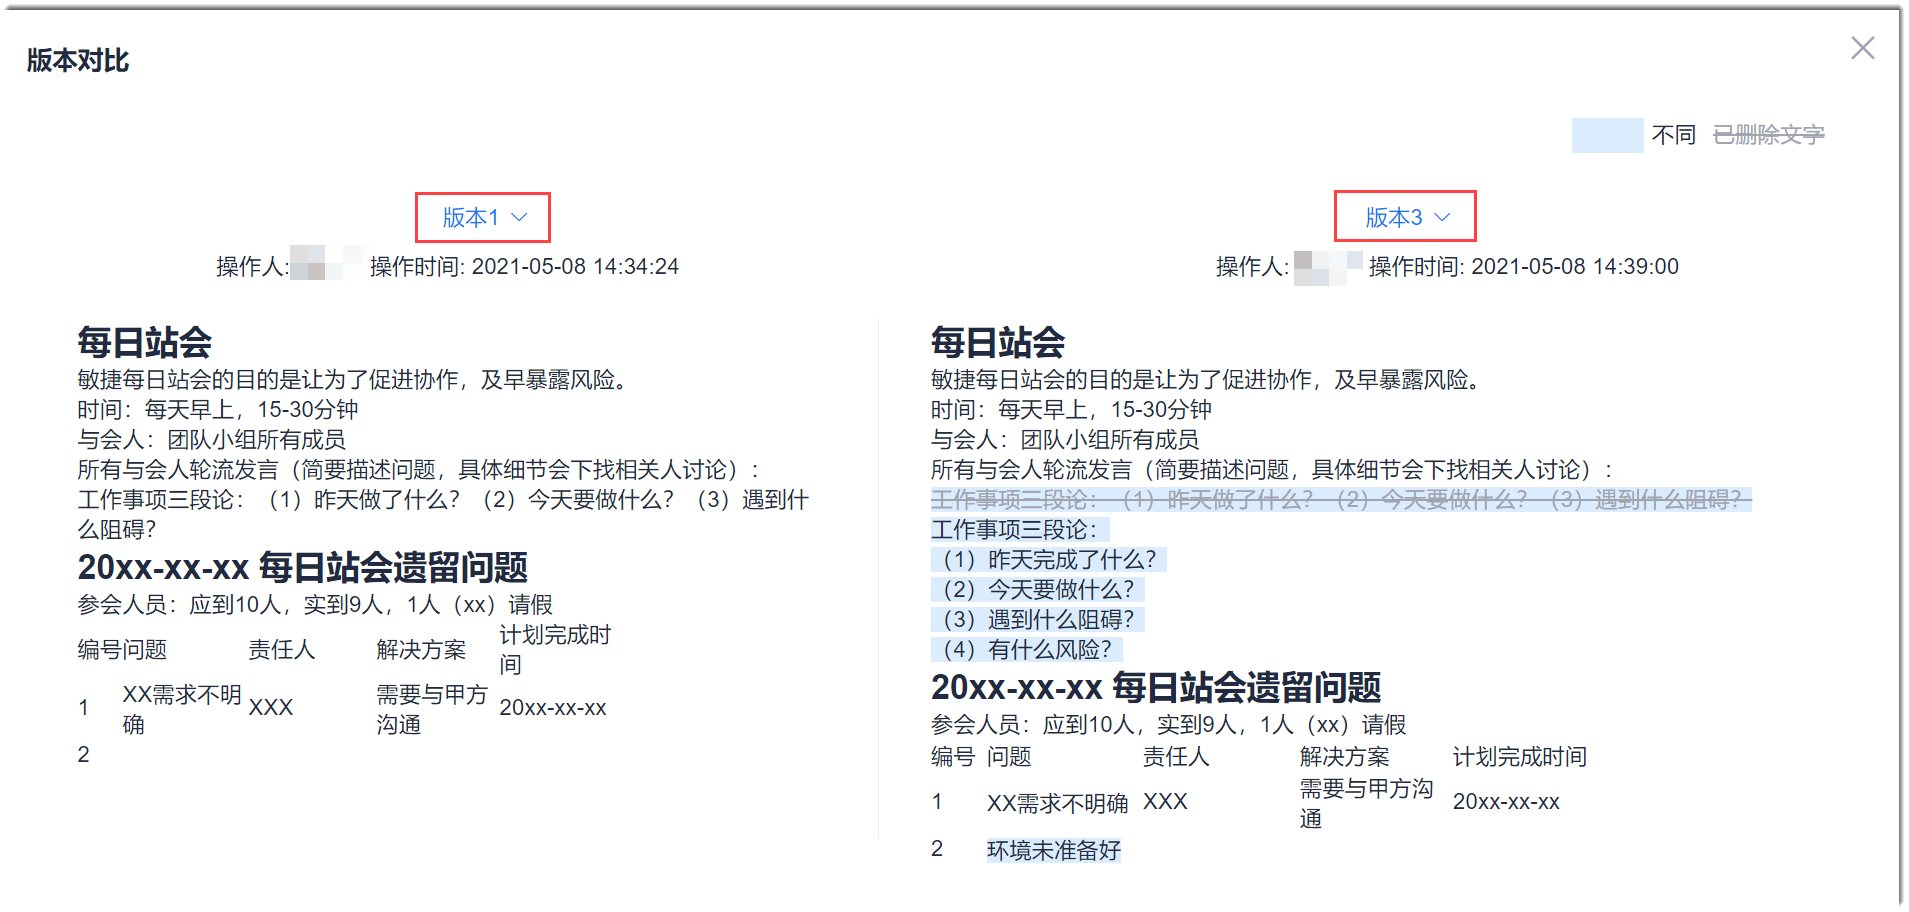 版本对比
不同 已删除文字
版本1
操作人: 操作时间: 2021-05-08 14:34:24
每日站会
敏捷每日站会的目的是让为了促进协作，及早暴露风险。
时间：每天早上，15-30分钟
与会人：团队小组所有成员
所有与会人轮流发言（简要描述问题，具体细节会下找相关人讨论）：
工作事项三段论：（1）昨天做了什么？（2）今天要做什么？（3）遇到什
么阻碍？
20xx-xx-xx 每日站会遗留问题
参会人员：应到10人，实到9人，1人（xx）请假
编号问题 责任人 解决方案 计划完成时
间
1 XX需求不明 XXX 需要与甲方 20xx-xx-xx
确 沟通
2
版本3
操作人: 操作时间: 2021-05-08 14:39:00
每日站会
敏捷每日站会的目的是让为了促进协作，及早暴露风险。
时间：每天早上，15-30分钟
与会人：团队小组所有成员
所有与会人轮流发言（简要描述问题，具体细节会下找相关人讨论）：
工作事项三段论：（1）昨天做了什么？（2）今天要做什么？（3）遇到什么阻碍？
工作事项三段论：
（1）昨天完成了什么？
（2）今天要做什么？
（3）遇到什么阻碍？
（4）有什么风险？
20xx-xx-xx 每日站会遗留问题
参会人员：应到10人，实到9人，1人（xx）请假
编号 问题 责任人 解决方案 计划完成时间
1 XX需求不明确 XXX 需要与甲方沟 20xx-xx-xx
通
2 环境未准备好